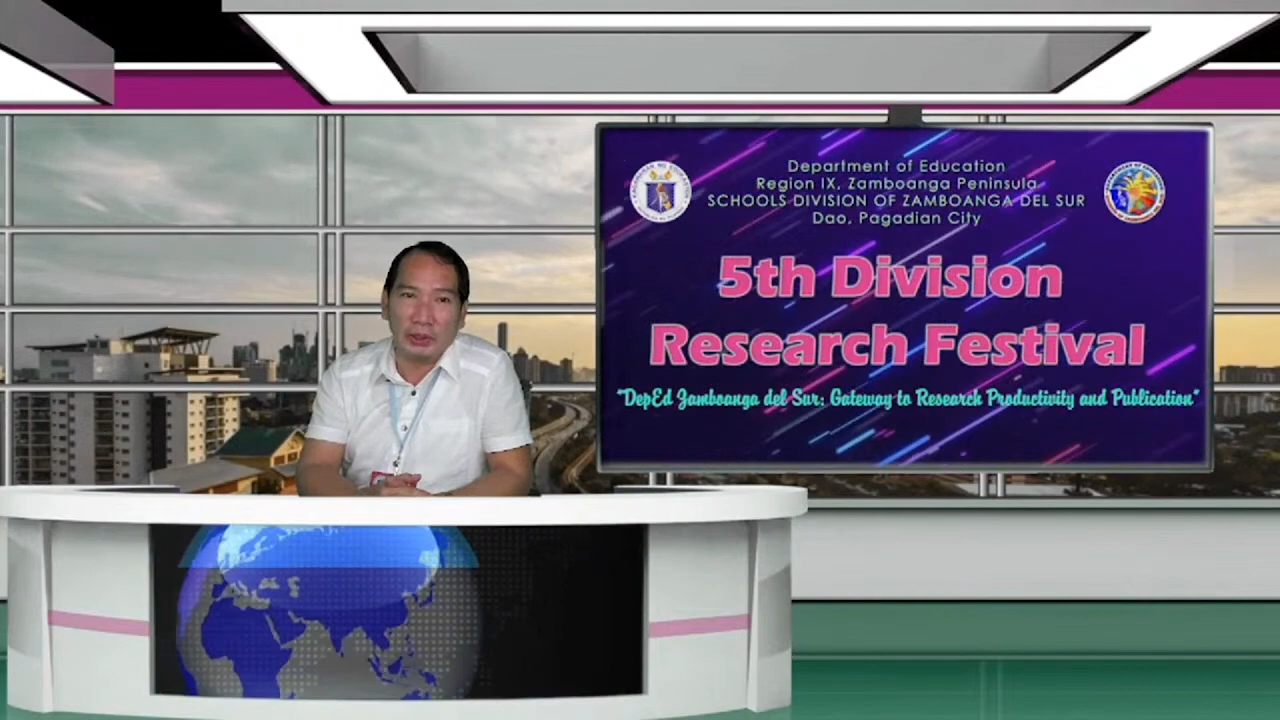 Department of Education
Region IX, Zamboanga Peninsula
SCHOOLS DIVISION OF ZAMBOANGA DEL SUR
Dao, Pagadian City
5th Division
Research Festival
"DepEd Zamboanga del Sur: Gateway to Research Productivity and Publication"